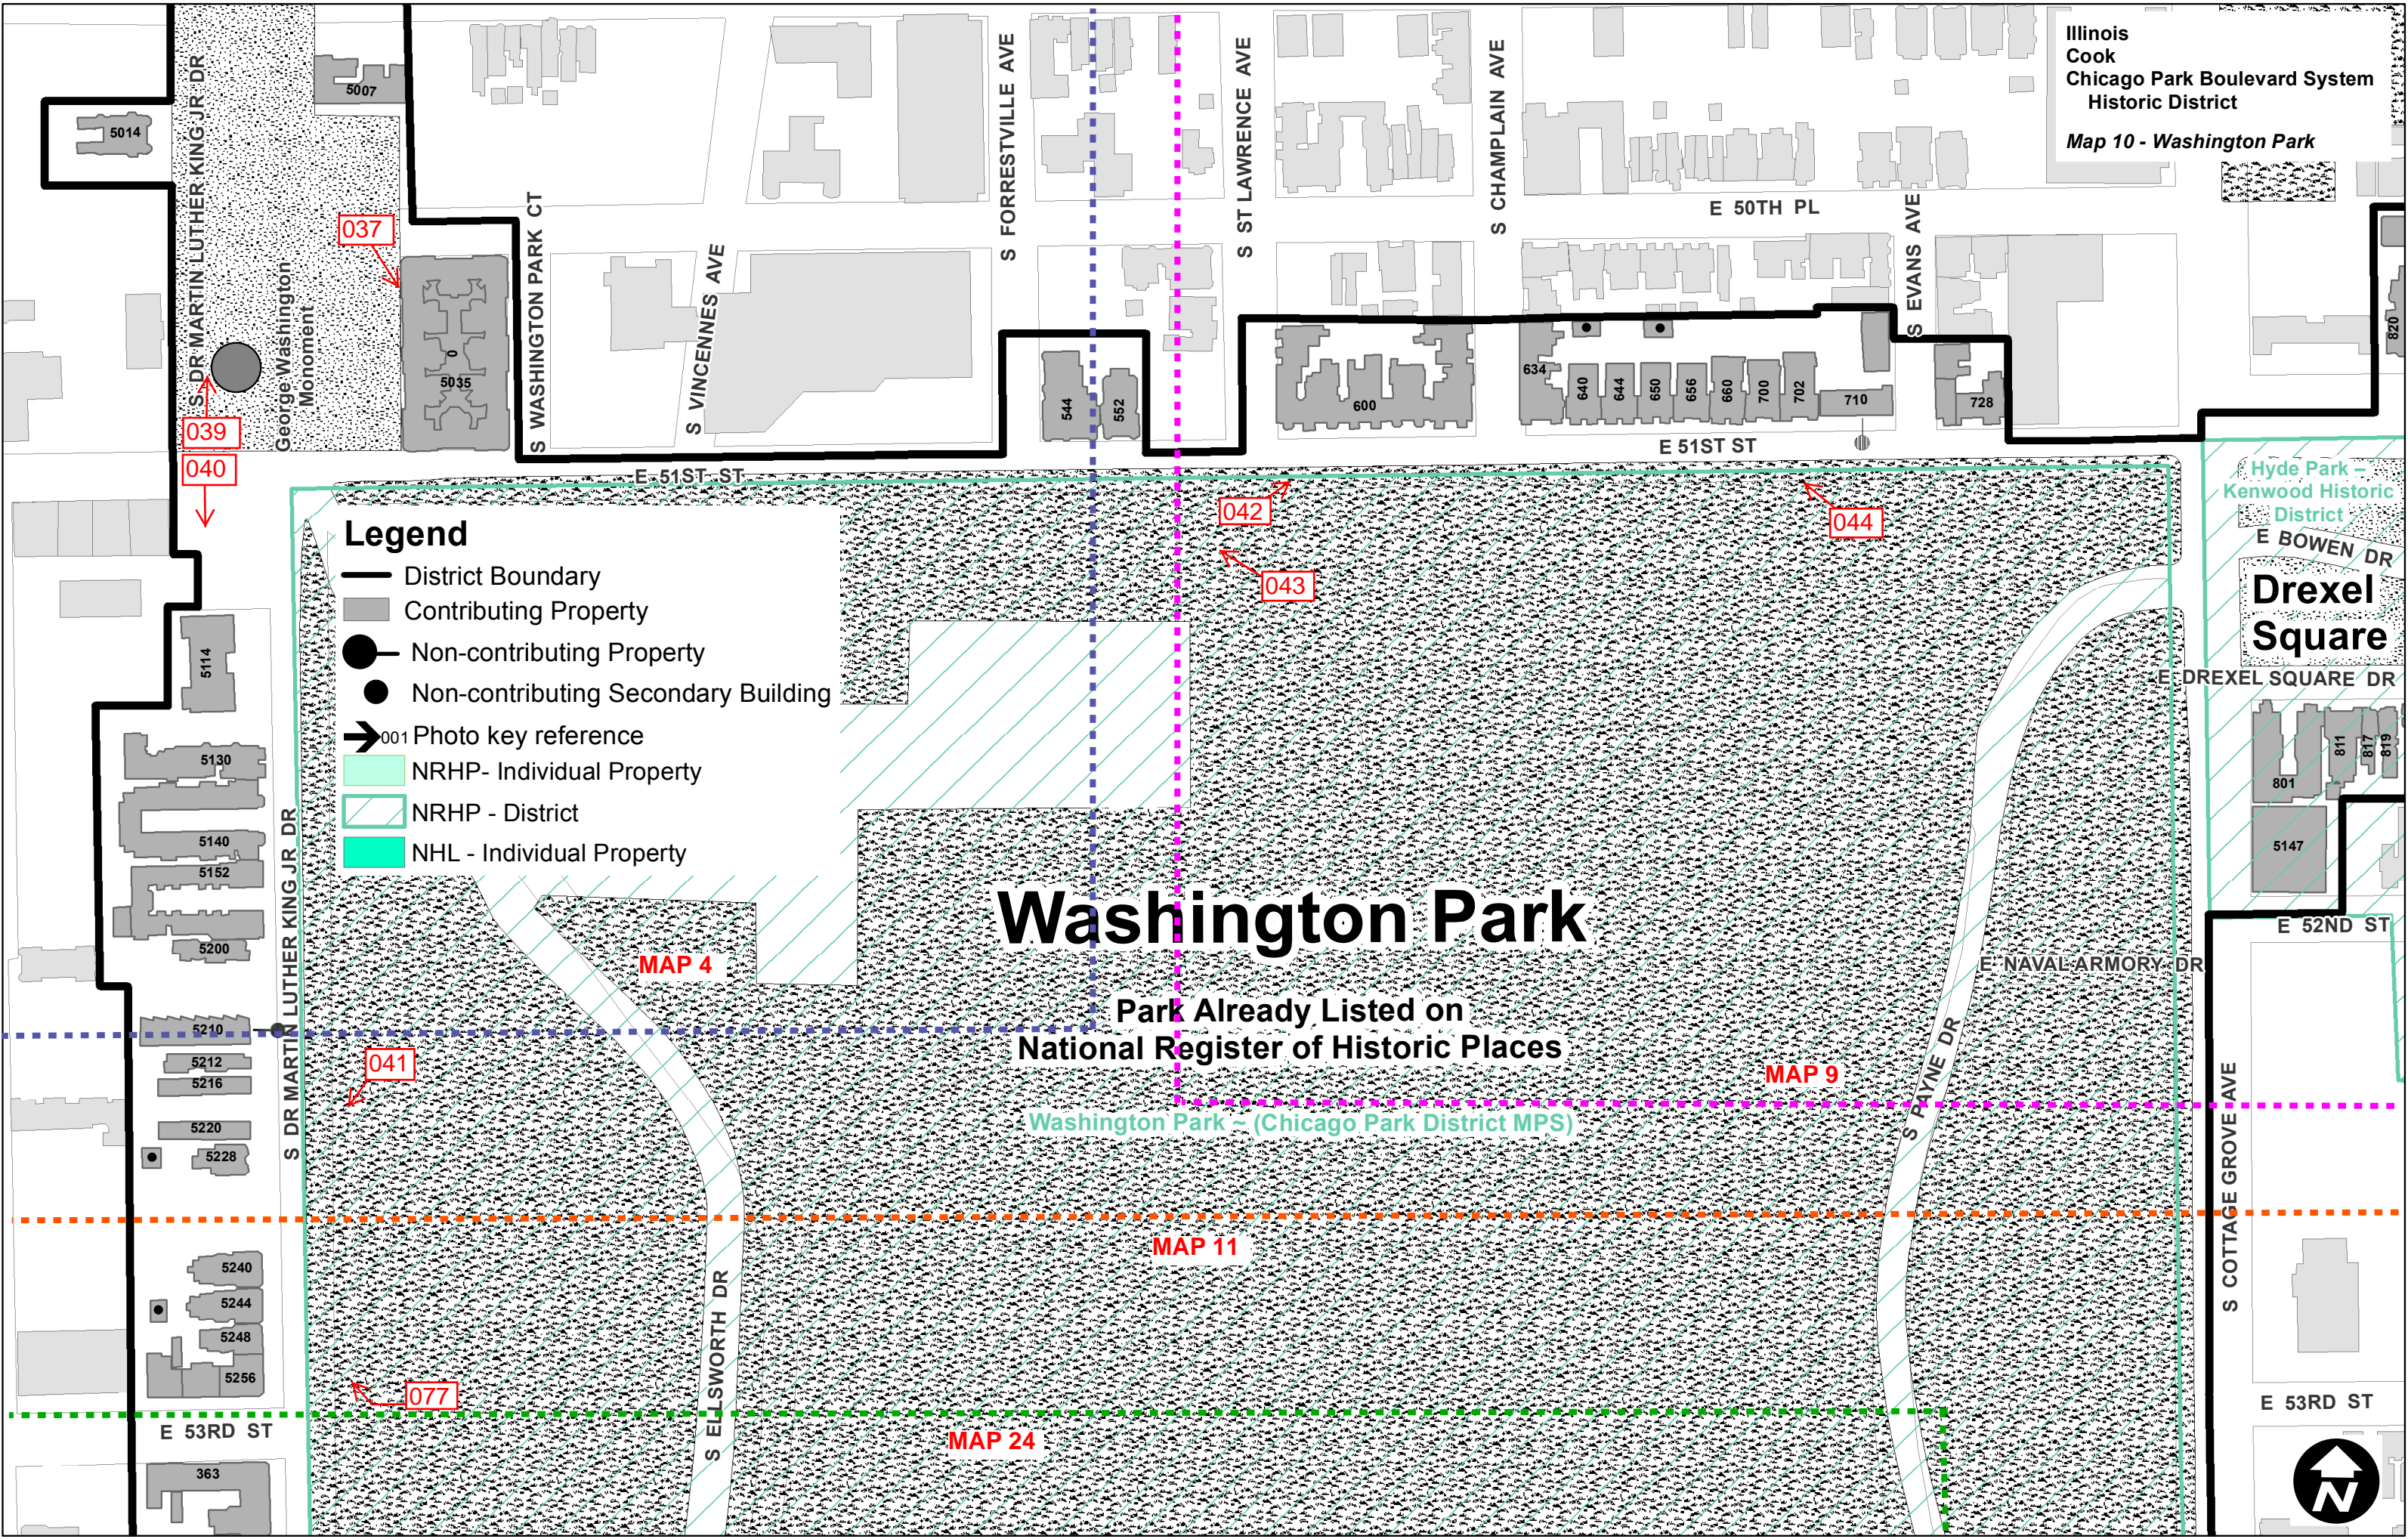 Illinois
Cook
Chicago Park Boulevard System
Historic District
Map 10 - Washington Park
S DR MARTIN LUTHER KING JR DR
5007
5014
037
George Washington
Monoment
039
040
0
5035
S WASHINGTON PARK CT
S VINCENNES AVE
S FORRESTVILLE AVE
S ST LAWRENCE AVE
S CHAMPLAIN AVE
E 50TH PL
S EVANS AVE
820
544
552
600
634
640
644
650
656
660
700
702
710
728
E 51ST ST
E 51ST ST
042
043
044
Hyde Park –
Kenwood Historic
District
E BOWEN DR
Drexel
Square
E DREXEL SQUARE DR
801
811
817
819
5147
E 52ND ST
Legend
District Boundary
Contributing Property
Non-contributing Property
Non-contributing Secondary Building
001 Photo key reference
NRHP- Individual Property
NRHP - District
NHL - Individual Property
5114
5130
5140
5152
5200
5210
5212
5216
5220
5228
5240
5244
5248
5256
363
S DR MARTIN LUTHER KING JR DR
041
077
MAP 4
Washington Park
Park Already Listed on
National Register of Historic Places
Washington Park ~ (Chicago Park District MPS)
MAP 9
E NAVAL ARMORY DR
S PAYNE DR
S COTTAGE GROVE AVE
MAP 11
S ELLSWORTH DR
MAP 24
E 53RD ST
E 53RD ST
N